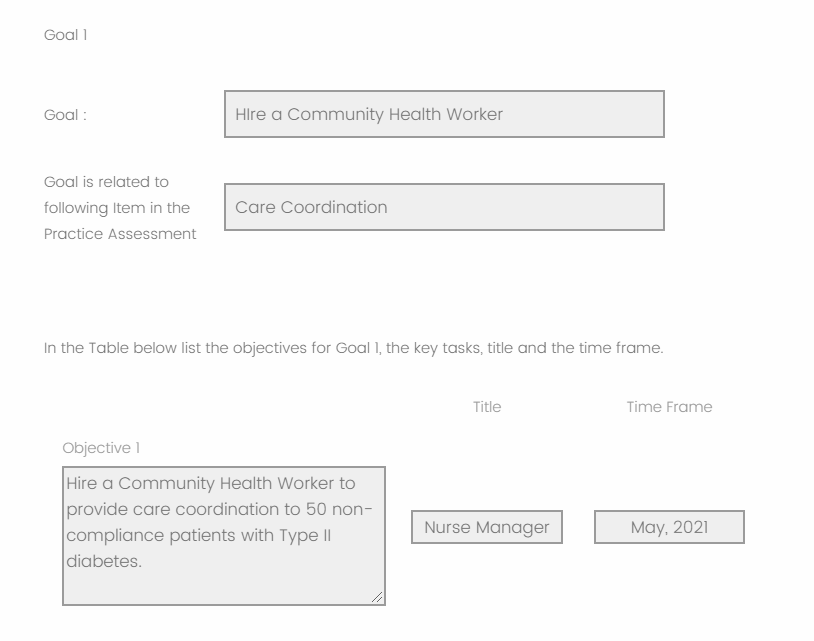 Goal 1
Goal :
HIre a Community Health Worker
Goal is related to
following Item in the
Practice Assessment
Care Coordination
In the Table below list the objectives for Goal 1, the key tasks, title and the time frame.
Title
Time Frame
Objective 1
Hire a Community Health Worker to
provide care coordination to 50 non-
compliance patients with Type II
diabetes.
Nurse Manager
May, 2021